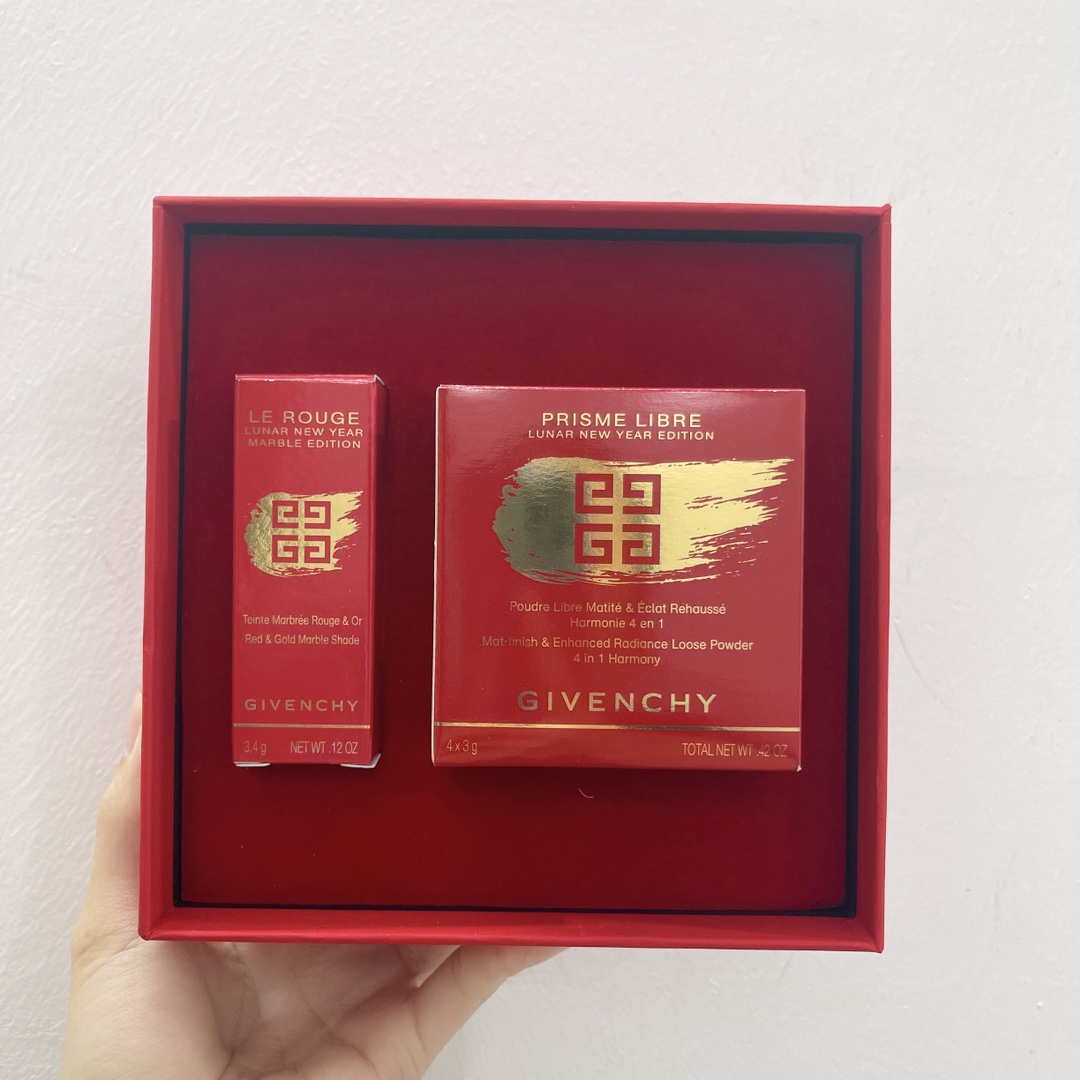 LE ROUGE
LUNAR NEW YEAR
MARBLE EDITION
Teinte Marbrée Rouge & Or
Red & Gold Marble Shade
GIVENCHY
3,4 g NET WT .12 OZ
PRISME LIBRE
LUNAR NEW YEAR EDITION
Poudre Libre Matité & Éclat Rehaussé
Harmonie 4 en 1
Mat-finish & Enhanced Radiance Loose Powder
4 in 1 Harmony
GIVENCHY
4 x 3 g TOTAL NET WT .42 OZ